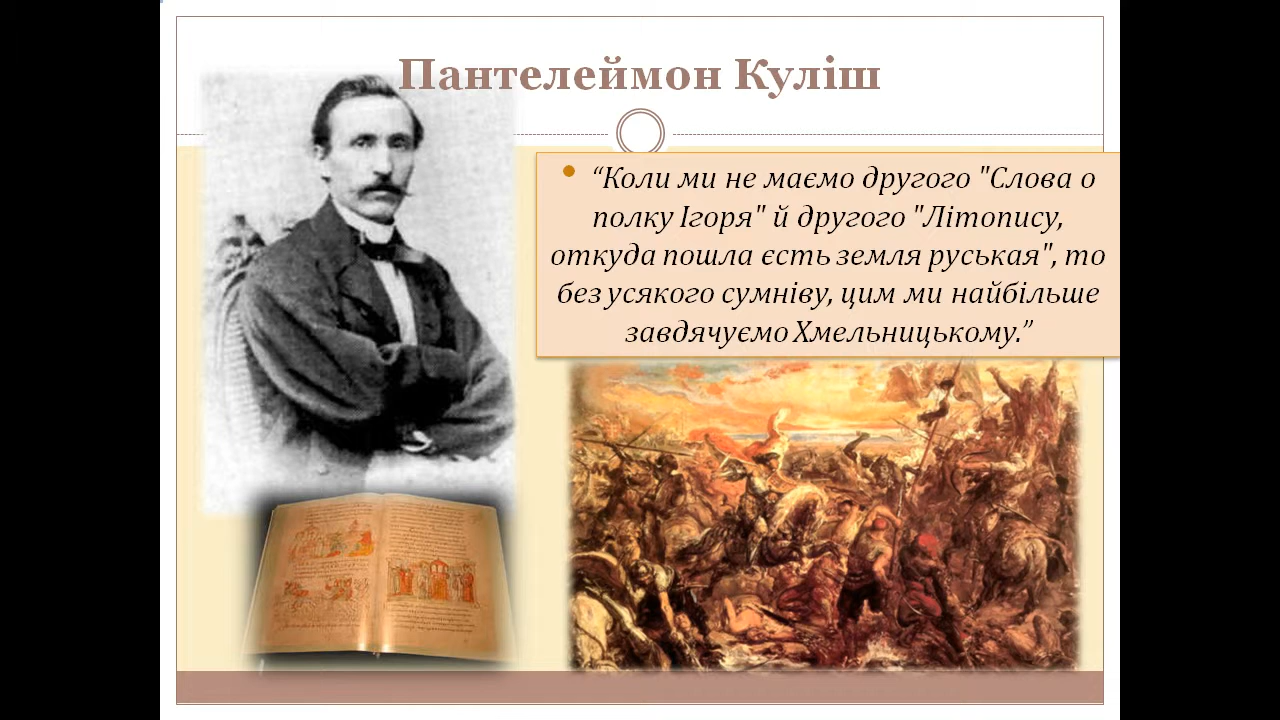 Пантелеймон Куліш
“Коли ми не маємо другого "Слова о
полку Ігоря" й другого "Літопису,
откуда пошла єсть земля руськая", то
без усякого сумніву, цим ми найбільше
завдячуємо Хмельницькому.”